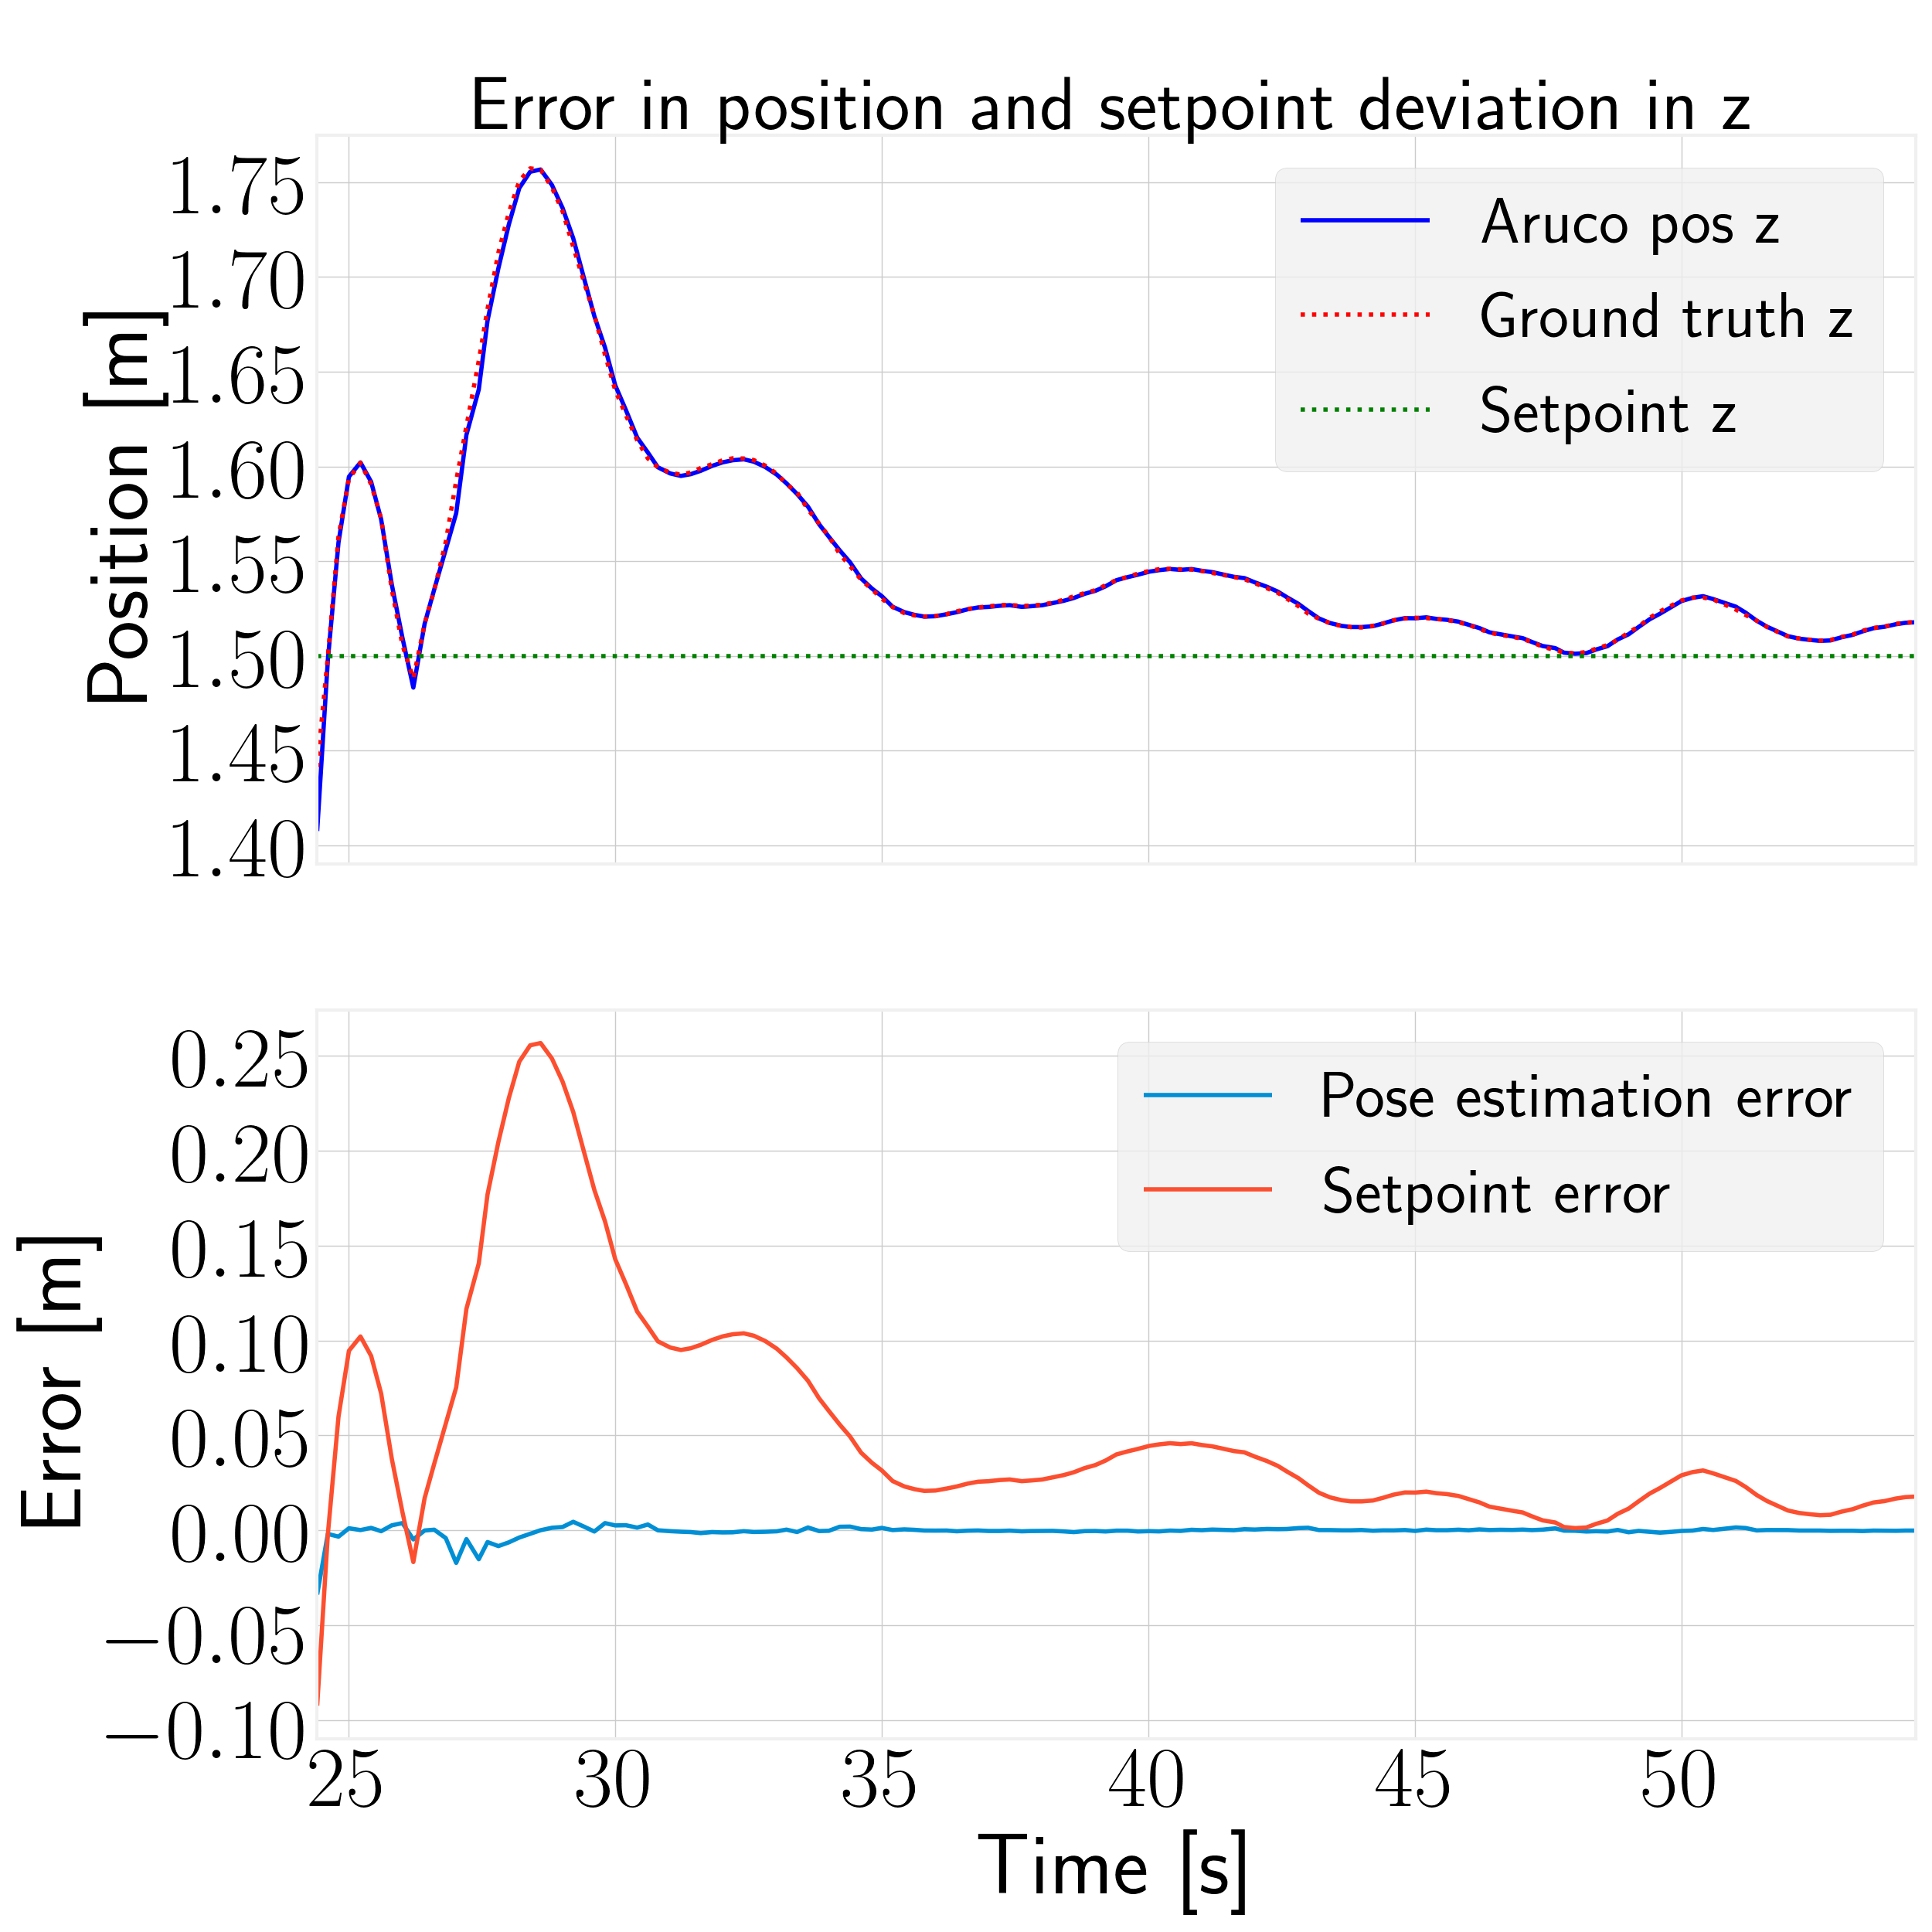 Error in position and setpoint deviation in z
Position [m]
1.75
1.70
1.65
1.60
1.55
1.50
1.45
1.40
Aruco pos z
Ground truth z
Setpoint z
Error [m]
0.25
0.20
0.15
0.10
0.05
0.00
−0.05
−0.10
Pose estimation error
Setpoint error
25 30 35 40 45 50
Time [s]